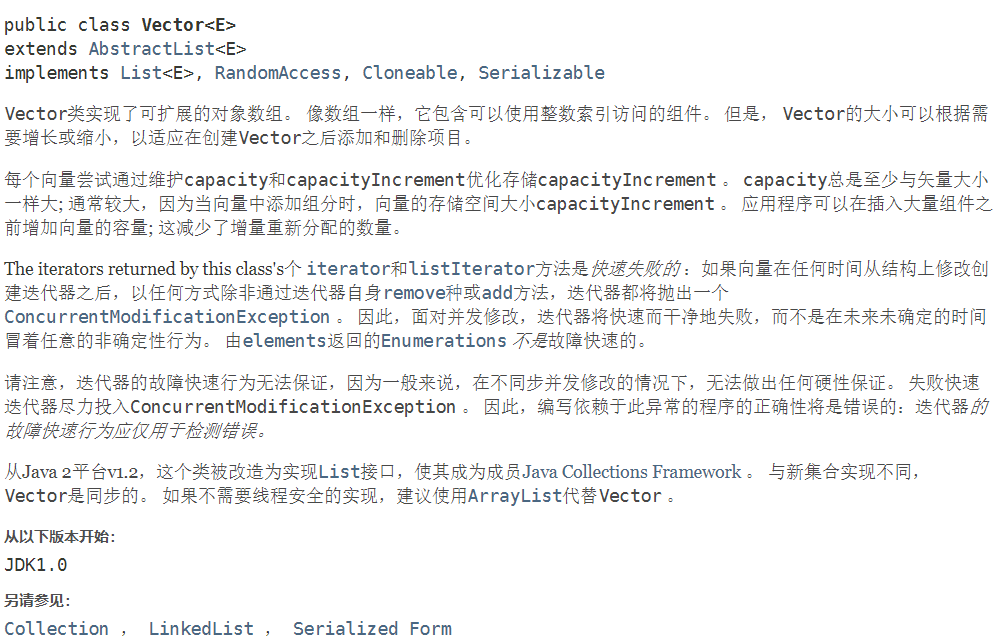 public class Vector<E>
extends AbstractList<E>
implements List<E>, RandomAccess, Cloneable, Serializable
Vector类实现了可扩展的对象数组。 像数组一样，它包含可以使用整数索引访问的组件。 但是， Vector的大小可以根据需
要增长或缩小，以适应在创建Vector之后添加和删除项目。
每个向量尝试通过维护capacity和capacityIncrement优化存储capacityIncrement 。 capacity总是至少与矢量大小
一样大; 通常较大，因为当向量中添加组分时，向量的存储空间大小capacityIncrement 。 应用程序可以在插入大量组件之
前增加向量的容量; 这减少了增量重新分配的数量。
The iterators returned by this class's个 iterator和listIterator方法是快速失败的 ：如果向量在任何时间从结构上修改创
建迭代器之后，以任何方式除非通过迭代器自身remove种或add方法，迭代器都将抛出一个
ConcurrentModificationException 。 因此，面对并发修改，迭代器将快速而干净地失败，而不是在未来未确定的时间
冒着任意的非确定性行为。 由elements返回的Enumerations 不是故障快速的。
请注意，迭代器的故障快速行为无法保证，因为一般来说，在不同步并发修改的情况下，无法做出任何硬性保证。 失败快速
迭代器尽力投入ConcurrentModificationException 。 因此，编写依赖于此异常的程序的正确性将是错误的：迭代器的
故障快速行为应仅用于检测错误。
从Java 2平台v1.2，这个类被改造为实现List接口，使其成为成员Java Collections Framework 。 与新集合实现不同，
Vector是同步的。 如果不需要线程安全的实现，建议使用ArrayList代替Vector 。
从以下版本开始：
JDK1.0
另请参见：
Collection ， LinkedList ， Serialized Form